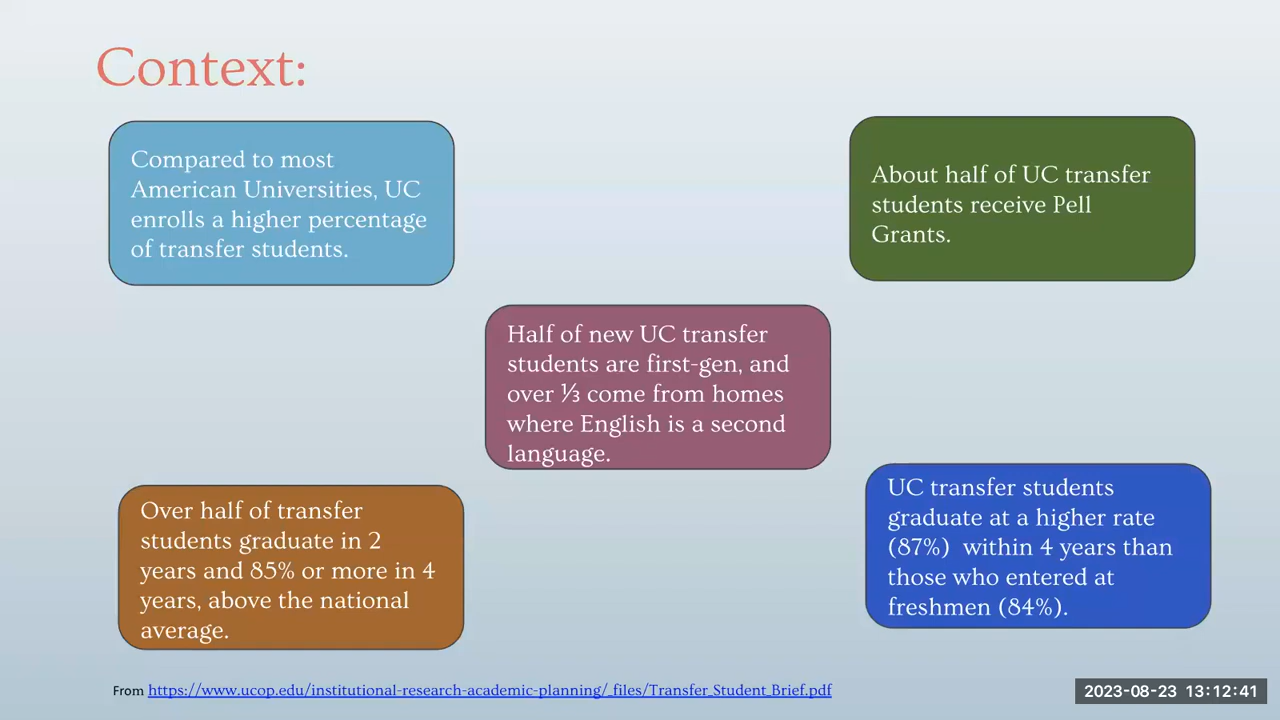 Context:
Compared to most
American Universities, UC
enrolls a higher percentage
of transfer students.
About half of UC transfer
students receive Pell
Grants.
Half of new UC transfer
students are first-gen, and
over ⅓ come from homes
where English is a second
language.
Over half of transfer
students graduate in 2
years and 85% or more in 4
years, above the national
average.
UC transfer students
graduate at a higher rate
(87%)  within 4 years than
those who entered at
freshmen (84%).
From https://www.ucop.edu/institutional-research-academic-planning/_files/Transfer_Student_Brief.pdf
2023-08-23 13:12:41